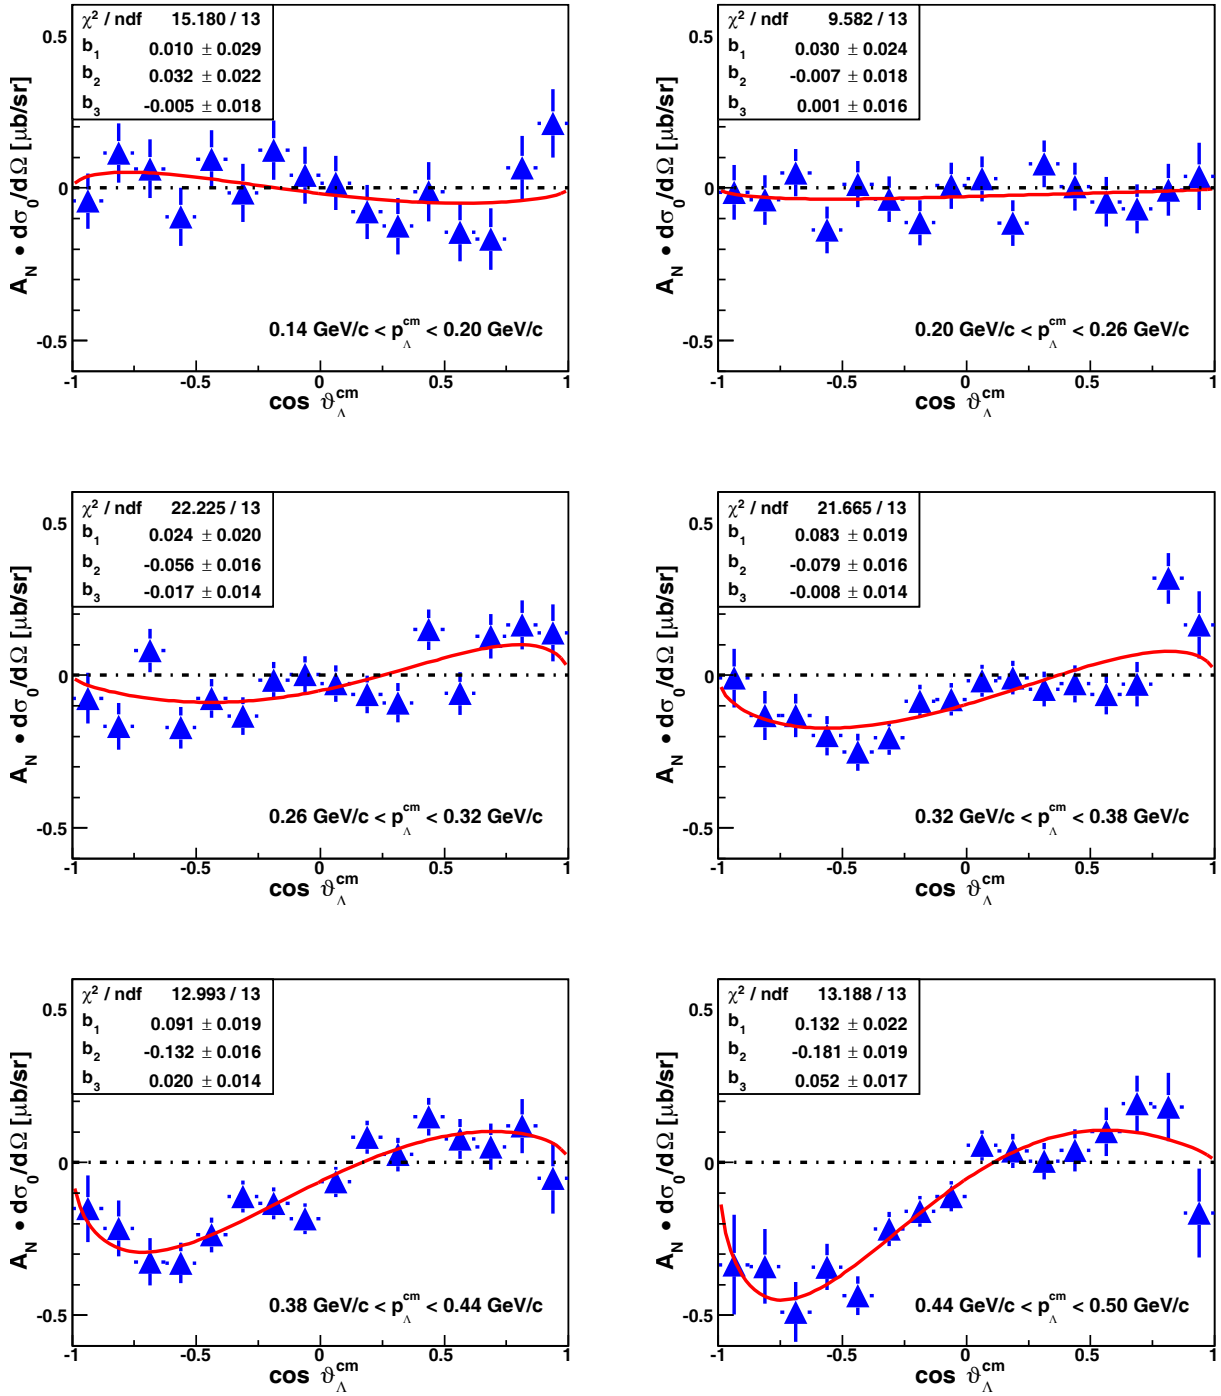 χ² / ndf 15.180 / 13
b₁ 0.010 ± 0.029
b₂ 0.032 ± 0.022
b₃ -0.005 ± 0.018
0.5
0
-0.5
A_N • dσ₀/dΩ [μb/sr]
0.14 GeV/c < p_Λ^cm < 0.20 GeV/c
-1 -0.5 0 0.5 1
cos ϑ_Λ^cm
χ² / ndf 9.582 / 13
b₁ 0.030 ± 0.024
b₂ -0.007 ± 0.018
b₃ 0.001 ± 0.016
0.5
0
-0.5
A_N • dσ₀/dΩ [μb/sr]
0.20 GeV/c < p_Λ^cm < 0.26 GeV/c
-1 -0.5 0 0.5 1
cos ϑ_Λ^cm
χ² / ndf 22.225 / 13
b₁ 0.024 ± 0.020
b₂ -0.056 ± 0.016
b₃ -0.017 ± 0.014
0.5
0
-0.5
A_N • dσ₀/dΩ [μb/sr]
0.26 GeV/c < p_Λ^cm < 0.32 GeV/c
-1 -0.5 0 0.5 1
cos ϑ_Λ^cm
χ² / ndf 21.665 / 13
b₁ 0.083 ± 0.019
b₂ -0.079 ± 0.016
b₃ -0.008 ± 0.014
0.5
0
-0.5
A_N • dσ₀/dΩ [μb/sr]
0.32 GeV/c < p_Λ^cm < 0.38 GeV/c
-1 -0.5 0 0.5 1
cos ϑ_Λ^cm
χ² / ndf 12.993 / 13
b₁ 0.091 ± 0.019
b₂ -0.132 ± 0.016
b₃ 0.020 ± 0.014
0.5
0
-0.5
A_N • dσ₀/dΩ [μb/sr]
0.38 GeV/c < p_Λ^cm < 0.44 GeV/c
-1 -0.5 0 0.5 1
cos ϑ_Λ^cm
χ² / ndf 13.188 / 13
b₁ 0.132 ± 0.022
b₂ -0.181 ± 0.019
b₃ 0.052 ± 0.017
0.5
0
-0.5
A_N • dσ₀/dΩ [μb/sr]
0.44 GeV/c < p_Λ^cm < 0.50 GeV/c
-1 -0.5 0 0.5 1
cos ϑ_Λ^cm